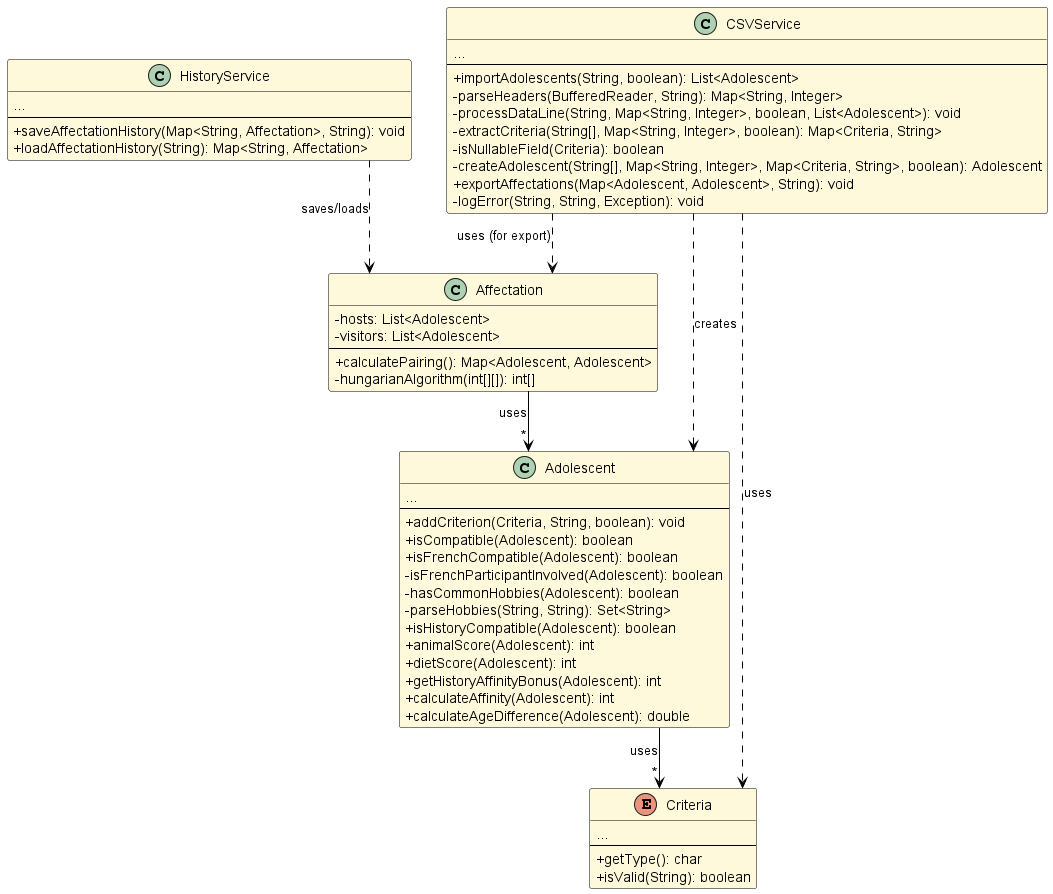 C HistoryService
...
+saveAffectationHistory(Map<String, Affectation>, String): void
+loadAffectationHistory(String): Map<String, Affectation>
C CSVService
...
+importAdolescents(String, boolean): List<Adolescent>
-parseHeaders(BufferedReader, String): Map<String, Integer>
-processDataLine(String, Map<String, Integer>, boolean, List<Adolescent>): void
-extractCriteria(String[], Map<String, Integer>, boolean): Map<Criteria, String>
-isNullableField(Criteria): boolean
-createAdolescent(String[], Map<String, Integer>, Map<Criteria, String>, boolean): Adolescent
+exportAffectations(Map<Adolescent, Adolescent>, String): void
-logError(String, String, Exception): void
saves/loads
uses (for export)
C Affectation
-hosts: List<Adolescent>
-visitors: List<Adolescent>
+calculatePairing(): Map<Adolescent, Adolescent>
-hungarianAlgorithm(int[][]): int[]
creates
uses
*
C Adolescent
...
+addCriterion(Criteria, String, boolean): void
+isCompatible(Adolescent): boolean
+isFrenchCompatible(Adolescent): boolean
-isFrenchParticipantInvolved(Adolescent): boolean
-hasCommonHobbies(Adolescent): boolean
-parseHobbies(String, String): Set<String>
+isHistoryCompatible(Adolescent): boolean
+animalScore(Adolescent): int
+dietScore(Adolescent): int
+getHistoryAffinityBonus(Adolescent): int
+calculateAffinity(Adolescent): int
+calculateAgeDifference(Adolescent): double
uses
uses
*
E Criteria
...
+getType(): char
+isValid(String): boolean